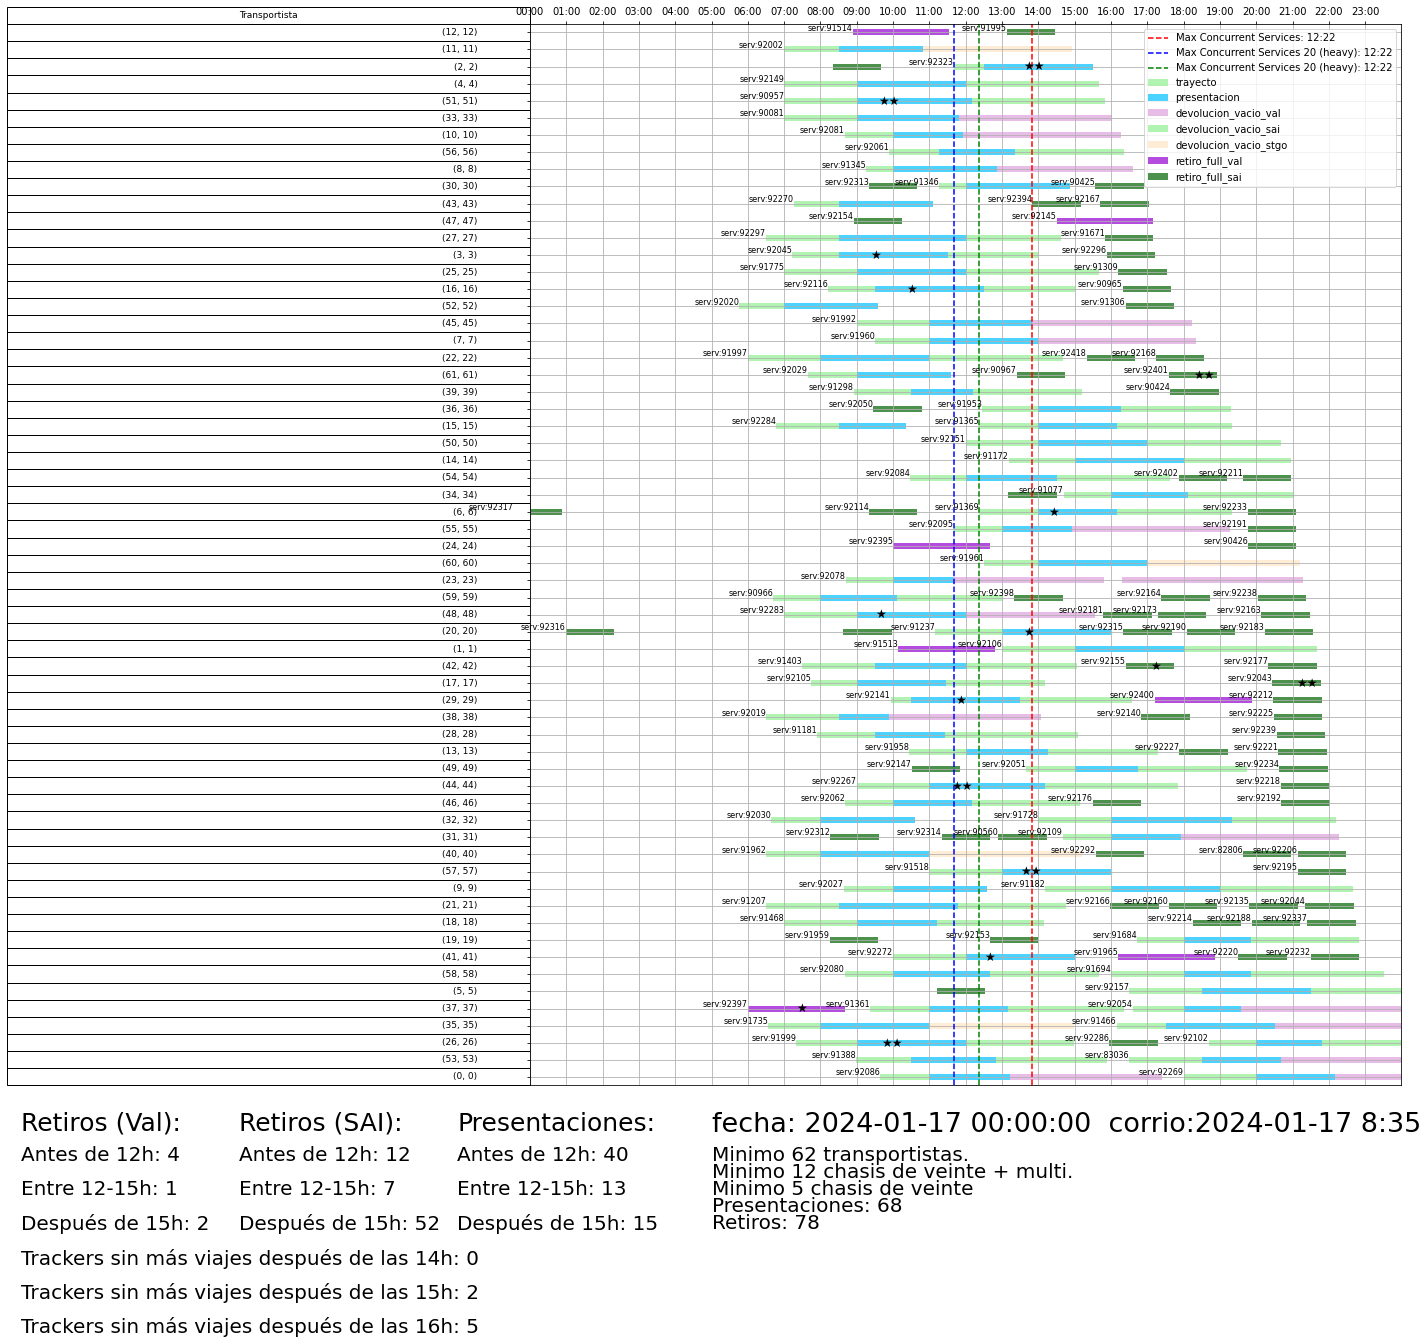 Transportista
00:00 01:00 02:00 03:00 04:00 05:00 06:00 07:00 08:00 09:00 10:00 11:00 12:00 13:00 14:00 15:00 16:00 17:00 18:00 19:00 20:00 21:00 22:00 23:00
Max Concurrent Services: 12:22
Max Concurrent Services 20 (heavy): 12:22
Max Concurrent Services 20 (heavy): 12:22
trayecto
presentacion
devolucion_vacio_val
devolucion_vacio_sai
devolucion_vacio_stgo
retiro_full_val
retiro_full_sai
(12, 12) serv:91514 serv:91995
(11, 11) serv:92002
(2, 2) serv:92323
(4, 4) serv:92149
(51, 51) serv:90957
(33, 33) serv:90081
(10, 10) serv:92081
(56, 56) serv:92061
(8, 8) serv:91345
(30, 30) serv:92313 serv:91346 serv:90425
(43, 43) serv:92270 serv:92394 serv:92167
(47, 47) serv:92154 serv:92145
(27, 27) serv:92297 serv:91671
(3, 3) serv:92045 serv:92296
(25, 25) serv:91775 serv:91309
(16, 16) serv:92116 serv:90965
(52, 52) serv:92020 serv:91306
(45, 45) serv:91992
(7, 7) serv:91960
(22, 22) serv:91997 serv:92418 serv:92168
(61, 61) serv:92029 serv:90967 serv:92401
(39, 39) serv:91298 serv:90424
(36, 36) serv:92050 serv:91953
(15, 15) serv:92284 serv:91365
(50, 50) serv:92151
(14, 14) serv:91172
(54, 54) serv:92084 serv:92402 serv:92211
(34, 34) serv:91077
(6, 6) serv:92317 serv:92114 serv:91369 serv:92233
(55, 55) serv:92095 serv:92191
(24, 24) serv:92395 serv:90426
(60, 60) serv:91961
(23, 23) serv:92078
(59, 59) serv:90966 serv:92398 serv:92164 serv:92238
(48, 48) serv:92283 serv:92181 serv:92173 serv:92163
(20, 20) serv:92316 serv:91237 serv:92315 serv:92190 serv:92183
(1, 1) serv:91513 serv:92106
(42, 42) serv:91403 serv:92155 serv:92177
(17, 17) serv:92105 serv:92043
(29, 29) serv:92141 serv:92400 serv:92212
(38, 38) serv:92019 serv:92140 serv:92225
(28, 28) serv:91181 serv:92239
(13, 13) serv:91958 serv:92227 serv:92221
(49, 49) serv:92147 serv:92051 serv:92234
(44, 44) serv:92267 serv:92218
(46, 46) serv:92062 serv:92176 serv:92192
(32, 32) serv:92030 serv:91728
(31, 31) serv:92312 serv:92314 serv:90560 serv:92109
(40, 40) serv:91962 serv:92292 serv:82806 serv:92206
(57, 57) serv:91518 serv:92195
(9, 9) serv:92027 serv:91182
(21, 21) serv:91207 serv:92166 serv:92160 serv:92135 serv:92044
(18, 18) serv:91468 serv:92214 serv:92188 serv:92337
(19, 19) serv:91959 serv:92153 serv:91684
(41, 41) serv:92272 serv:91965 serv:92220 serv:92232
(58, 58) serv:92080 serv:91694
(5, 5) serv:92157
(37, 37) serv:92397 serv:91361 serv:92054
(35, 35) serv:91735 serv:91466
(26, 26) serv:91999 serv:92286 serv:92102
(53, 53) serv:91388 serv:83036
(0, 0) serv:92086 serv:92269
Retiros (Val): Retiros (SAI): Presentaciones: fecha: 2024-01-17 00:00:00 corrio:2024-01-17 8:35
Antes de 12h: 4 Antes de 12h: 12 Antes de 12h: 40 Minimo 62 transportistas.
Minimo 12 chasis de veinte + multi.
Entre 12-15h: 1 Entre 12-15h: 7 Entre 12-15h: 13 Minimo 5 chasis de veinte
Presentaciones: 68
Después de 15h: 2 Después de 15h: 52 Después de 15h: 15 Retiros: 78
Trackers sin más viajes después de las 14h: 0
Trackers sin más viajes después de las 15h: 2
Trackers sin más viajes después de las 16h: 5